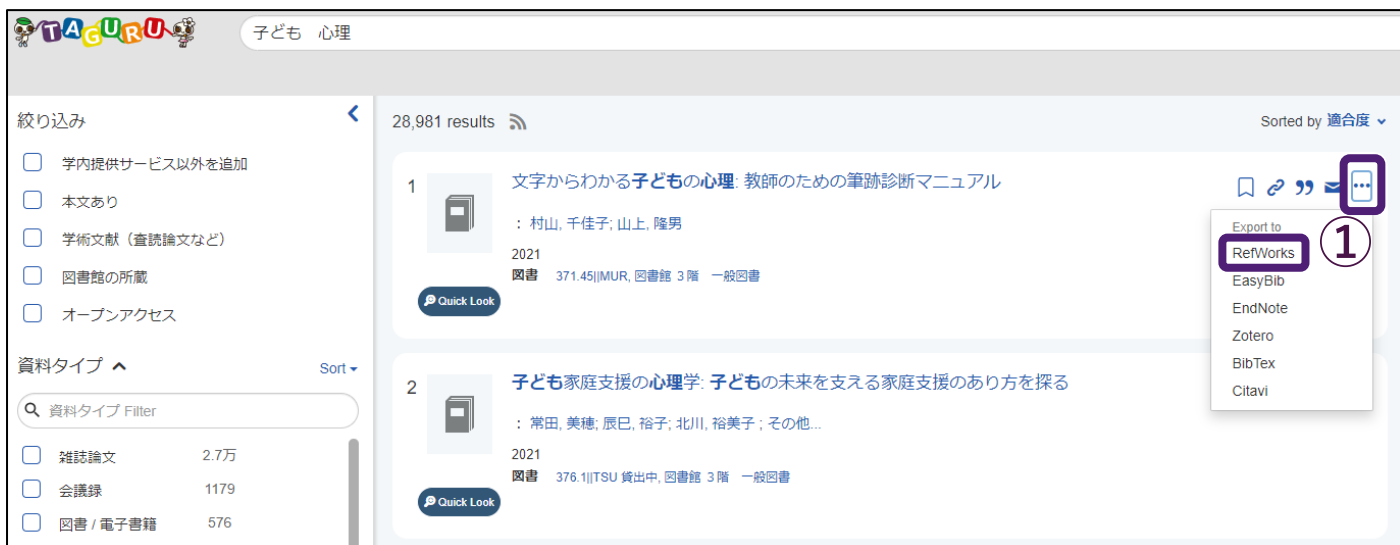 TAGURU
子ども　心理
絞り込み
学内提供サービス以外を追加
本文あり
学術文献（査読論文など）
図書館の所蔵
オープンアクセス
資料タイプ
Sort
資料タイプ Filter
雑誌論文 2.7万
会議録 1179
図書 / 電子書籍 576
28,981 results
Sorted by 適合度
1
文字からわかる子どもの心理: 教師のための筆跡診断マニュアル
: 村山, 千佳子; 山上, 隆男
2021
図書 371.45||MUR, 図書館 ３階　一般図書
Quick Look
Export to
RefWorks
①
EasyBib
EndNote
Zotero
BibTex
Citavi
2
子ども家庭支援の心理学: 子どもの未来を支える家庭支援のあり方を探る
: 常田, 美穂; 辰巳, 裕子; 北川, 裕美子 ; その他...
2021
図書 376.1||TSU 貸出中, 図書館 ３階　一般図書
Quick Look